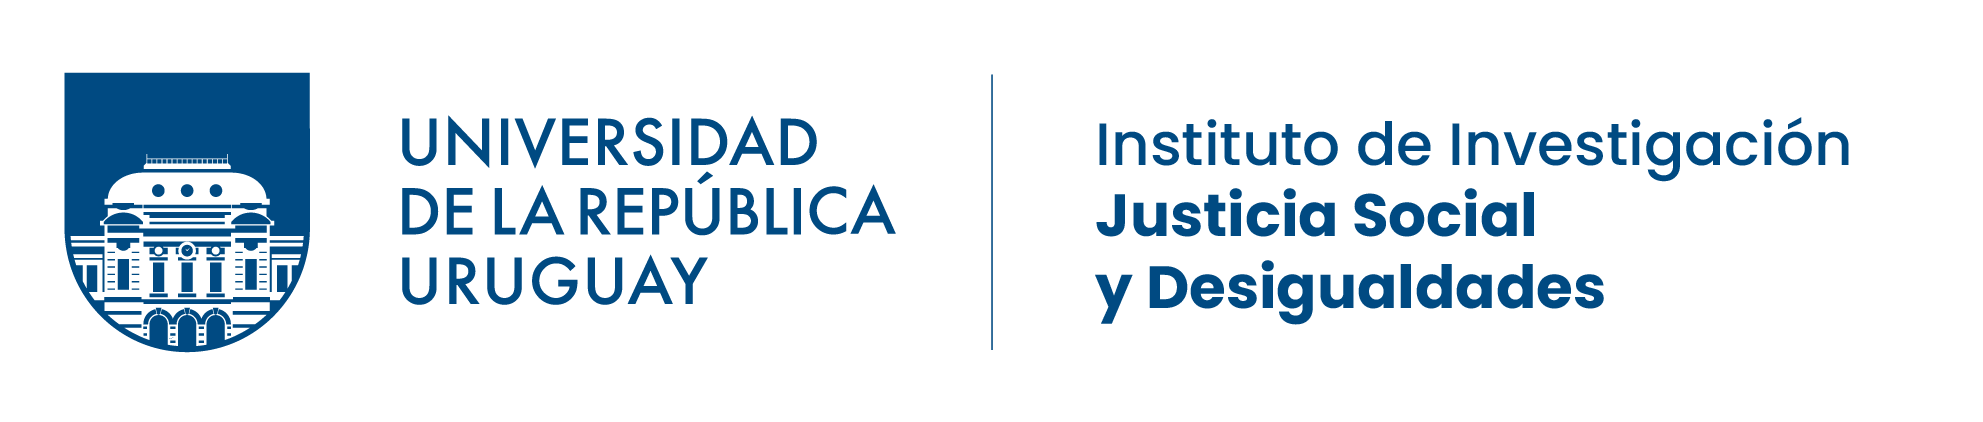 UNIVERSIDAD
DE LA REPÚBLICA
URUGUAY
Instituto de Investigación
Justicia Social
y Desigualdades